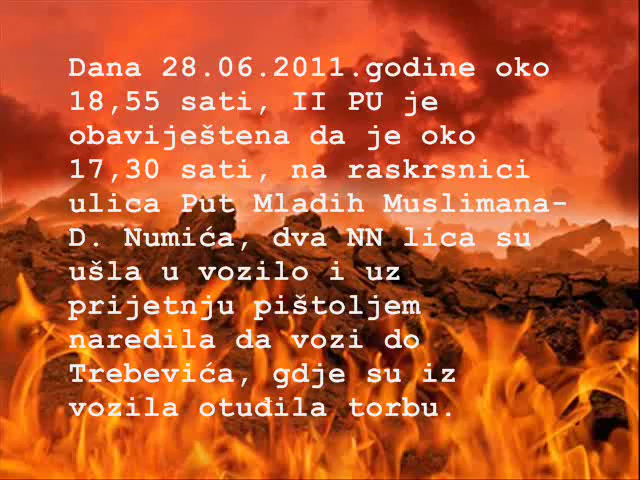 Dana 28.06.2011.godine oko
18,55 sati, II PU je
obaviještena da je oko
17,30 sati, na raskrsnici
ulica Put Mladih Muslimana-
D. Numića, dva NN lica su
ušla u vozilo i uz
prijetnju pištoljem
naredila da vozi do
Trebevića, gdje su iz
vozila otuđila torbu.